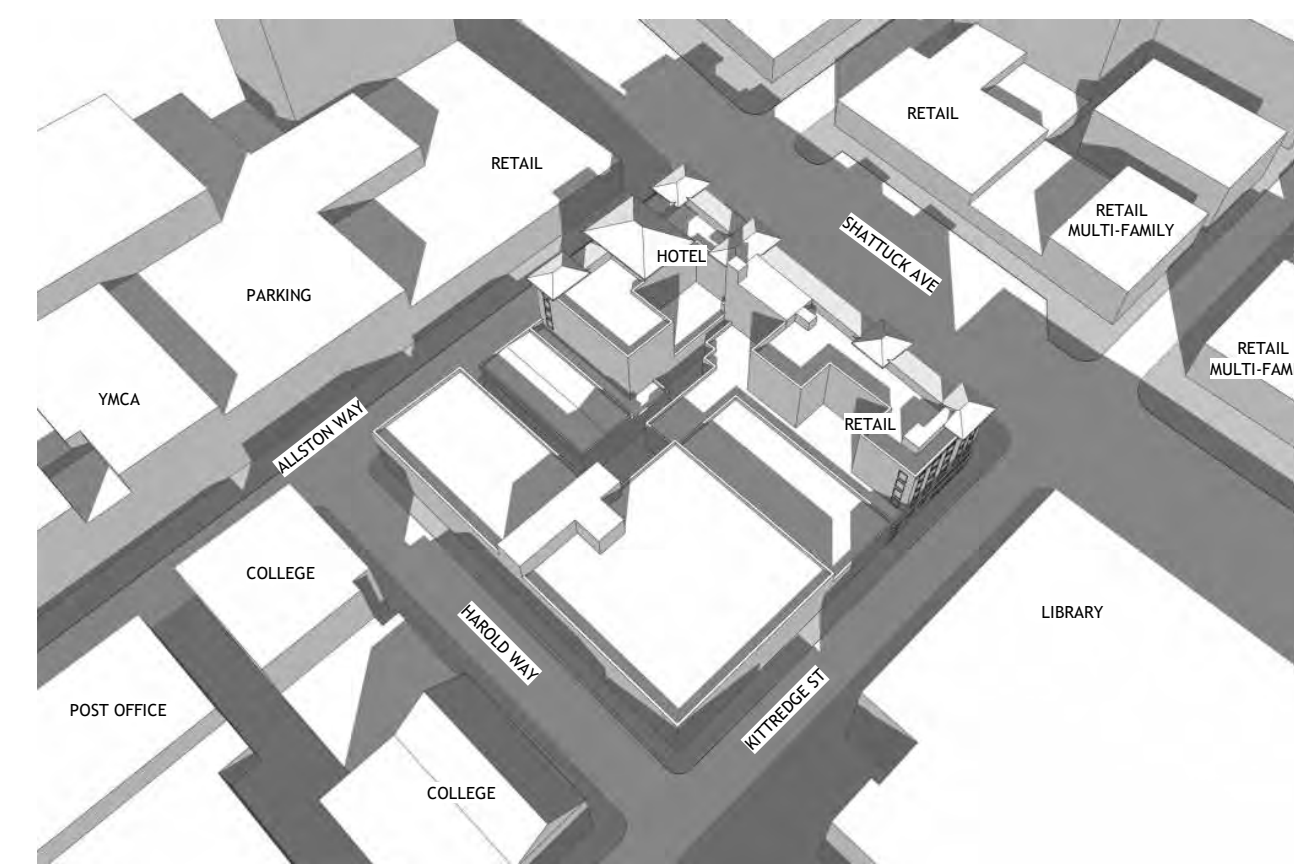 RETAIL
RETAIL
RETAIL
MULTI-FAMILY
SHATTUCK AVE
HOTEL
PARKING
RETAIL
MULTI-FAMI
YMCA
ALLSTON WAY
RETAIL
COLLEGE
LIBRARY
HAROLD WAY
POST OFFICE
KITTREDGE ST
COLLEGE